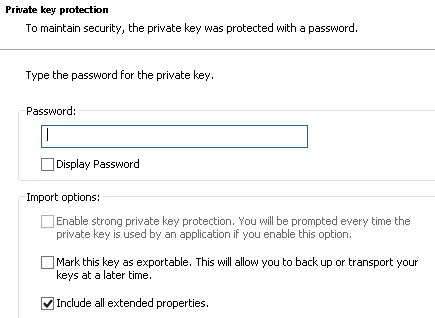 Private key protection
To maintain security, the private key was protected with a password.
Type the password for the private key.
Password:
Display Password
Import options:
Enable strong private key protection. You will be prompted every time the
private key is used by an application if you enable this option.
Mark this key as exportable. This will allow you to back up or transport your
keys at a later time.
Include all extended properties.